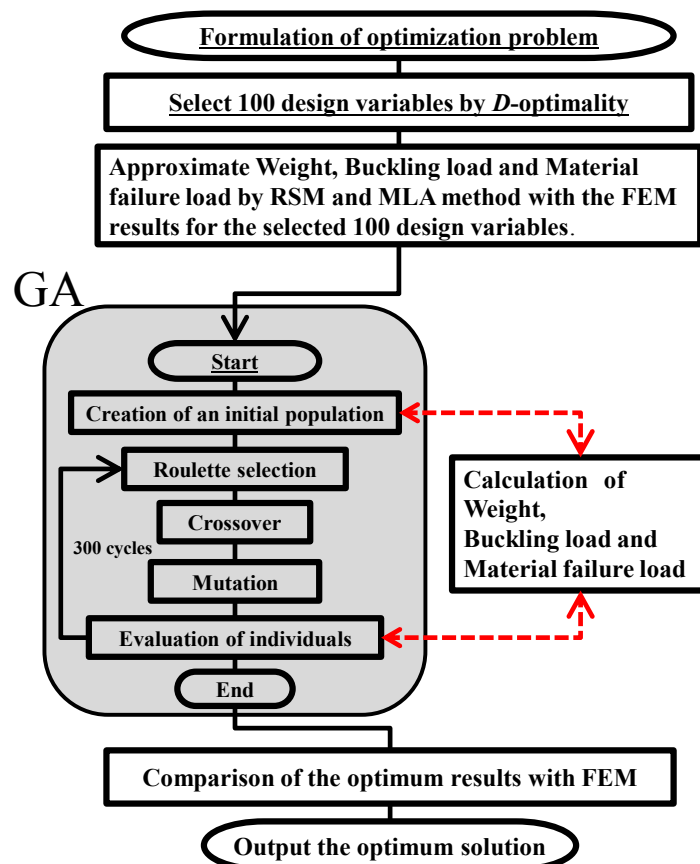 Formulation of optimization problem
Select 100 design variables by D-optimality
Approximate Weight, Buckling load and Material
failure load by RSM and MLA method with the FEM
results for the selected 100 design variables.
GA
Start
Creation of an initial population
Roulette selection
Crossover
300 cycles
Mutation
Evaluation of individuals
End
Calculation of
Weight,
Buckling load and
Material failure load
Comparison of the optimum results with FEM
Output the optimum solution